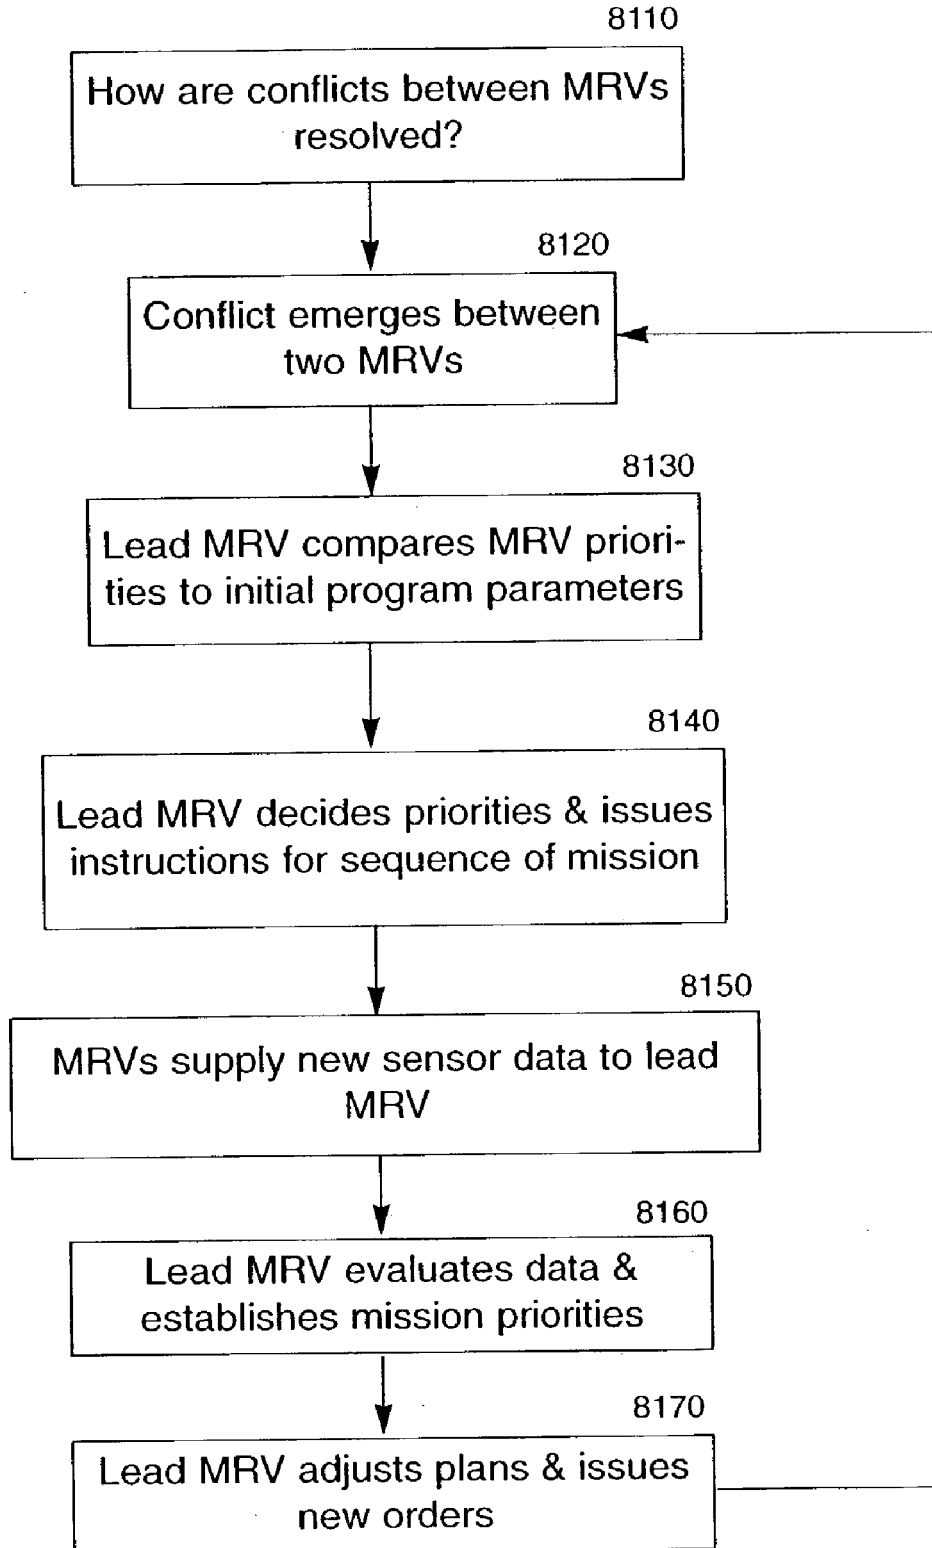 8110
How are conflicts between MRVs
resolved?
8120
Conflict emerges between
two MRVs
8130
Lead MRV compares MRV priori-
ties to initial program parameters
8140
Lead MRV decides priorities & issues
instructions for sequence of mission
8150
MRVs supply new sensor data to lead
MRV
8160
Lead MRV evaluates data &
establishes mission priorities
8170
Lead MRV adjusts plans & issues
new orders